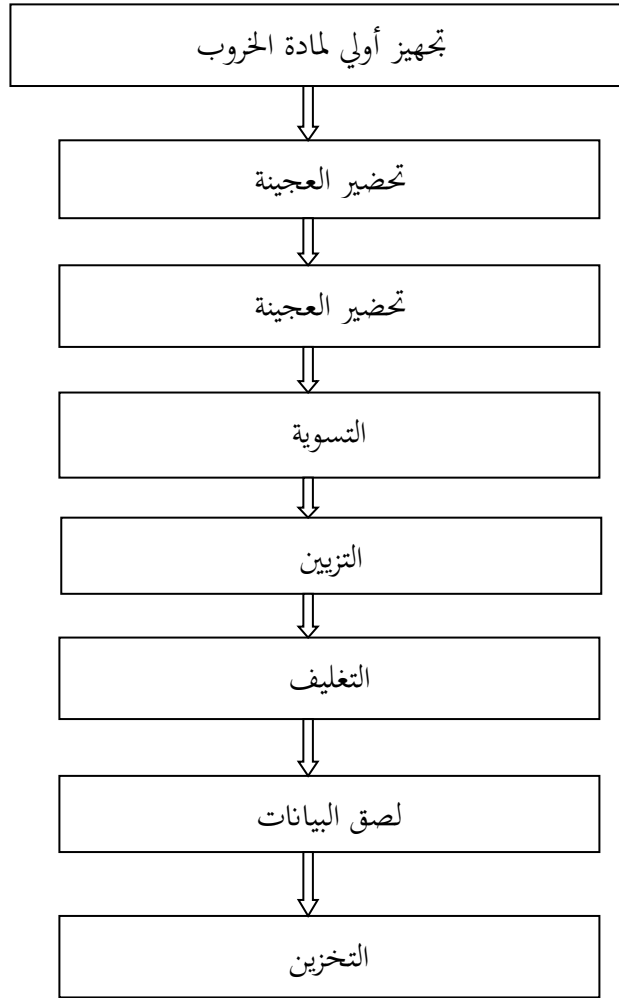 تجهيز أولي لمادة الخروب
تحضير العجينة
تحضير العجينة
التسوية
التزيين
التغليف
لصق البيانات
التخزين